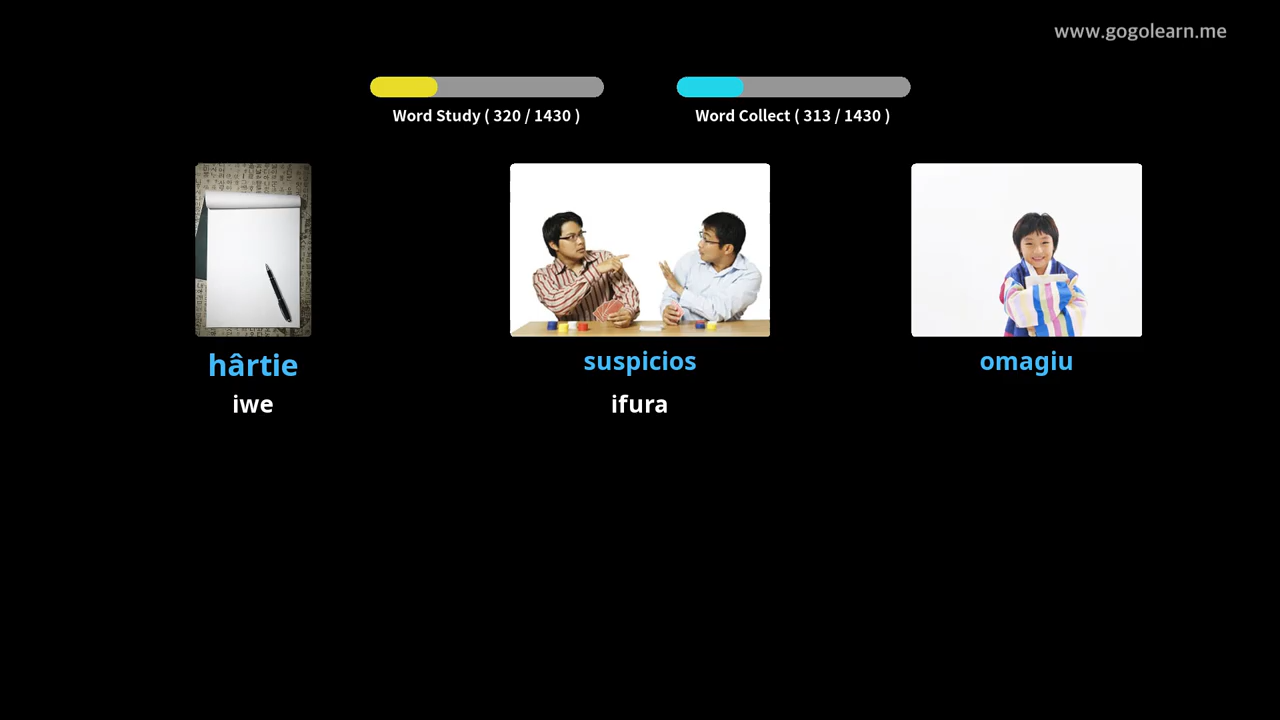 www.gogolearn.me
Word Study ( 320 / 1430 )
Word Collect ( 313 / 1430 )
hârtie
suspicios
omagiu
iwe
ifura